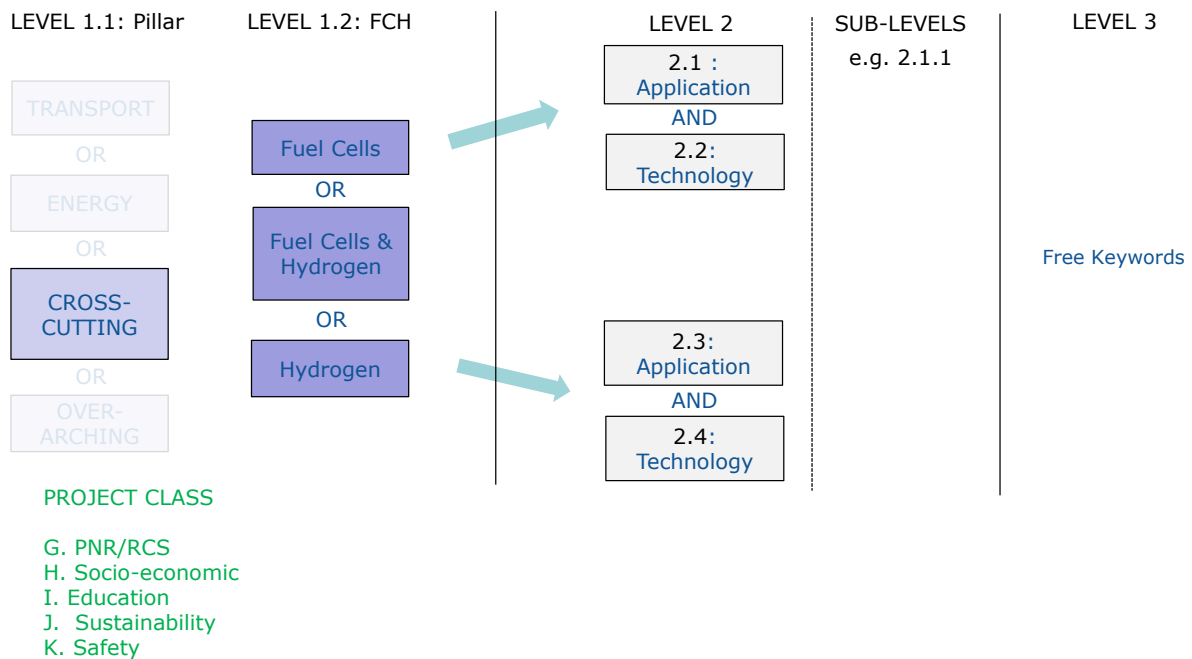 LEVEL 1.1: Pillar
TRANSPORT
OR
ENERGY
OR
CROSS-
CUTTING
OR
OVER-
ARCHING
LEVEL 1.2: FCH
Fuel Cells
OR
Fuel Cells &
Hydrogen
OR
Hydrogen
LEVEL 2
2.1 :
Application
AND
2.2:
Technology
2.3:
Application
AND
2.4:
Technology
SUB-LEVELS
e.g. 2.1.1
LEVEL 3
Free Keywords
PROJECT CLASS
G. PNR/RCS
H. Socio-economic
I. Education
J. Sustainability
K. Safety